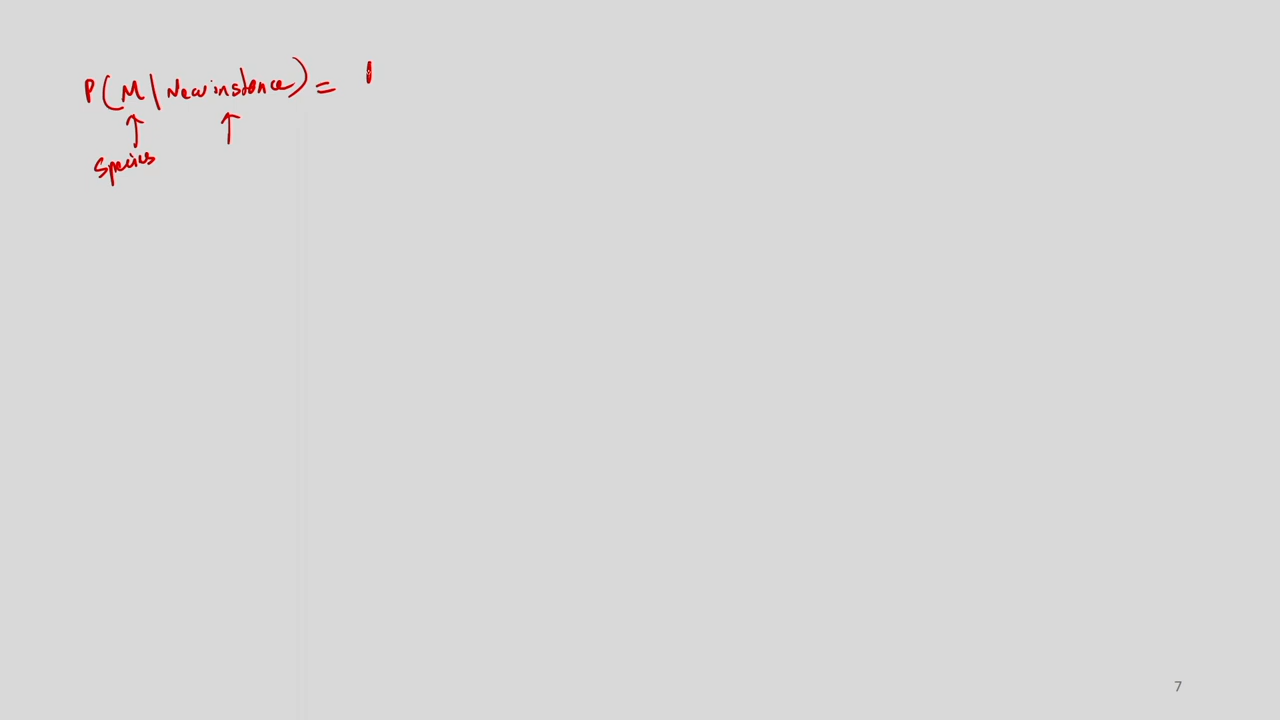 P(M|New instance) =
↑ ↑
Species
7